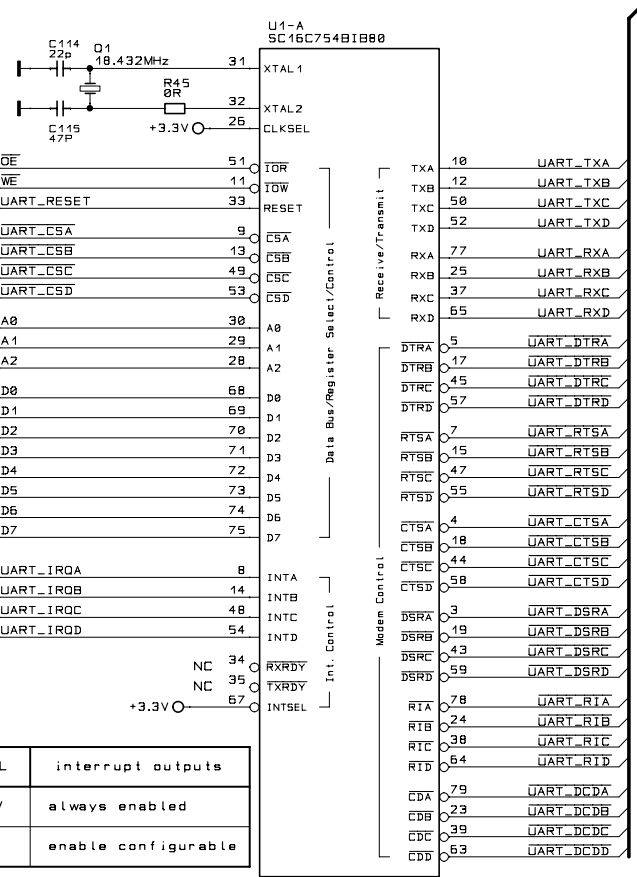 U1-A
SC16C754BIB80
C114
22p
Q1
18.432MHz
31 XTAL1
R45
0R
32 XTAL2
C115
47P
+3.3V 26 CLKSEL
OE 51 IOR
WE 11 IOW
UART_RESET 33 RESET
UART_CSA 9 CSA
UART_CSB 13 CSB
UART_CSC 49 CSC
UART_CSD 53 CSD
A0 30 A0
A1 29 A1
A2 28 A2
D0 68 D0
D1 69 D1
D2 70 D2
D3 71 D3
D4 72 D4
D5 73 D5
D6 74 D6
D7 75 D7
Data Bus/Register Select/Control
UART_IRQA 8 INTA
UART_IRQB 14 INTB
UART_IRQC 48 INTC
UART_IRQD 54 INTD
NC 34 RXRDY
NC 35 TXRDY
+3.3V 67 INTSEL
Int. Control
Receive/Transmit
TXA 10 UART_TXA
TXB 12 UART_TXB
TXC 50 UART_TXC
TXD 52 UART_TXD
RXA 77 UART_RXA
RXB 25 UART_RXB
RXC 37 UART_RXC
RXD 65 UART_RXD
Modem Control
DTRA 5 UART_DTRA
DTRB 17 UART_DTRB
DTRC 45 UART_DTRC
DTRD 57 UART_DTRD
RTSA 7 UART_RTSA
RTSB 15 UART_RTSB
RTSC 47 UART_RTSC
RTSD 55 UART_RTSD
CTSA 4 UART_CTSA
CTSB 18 UART_CTSB
CTSC 44 UART_CTSC
CTSD 58 UART_CTSD
DSRA 3 UART_DSRA
DSRB 19 UART_DSRB
DSRC 43 UART_DSRC
DSRD 59 UART_DSRD
RIA 78 UART_RIA
RIB 24 UART_RIB
RIC 38 UART_RIC
RID 64 UART_RID
CDA 79 UART_DCDA
CDB 23 UART_DCDB
CDC 39 UART_DCDC
CDD 63 UART_DCDD
L interrupt outputs
always enabled
enable configurable